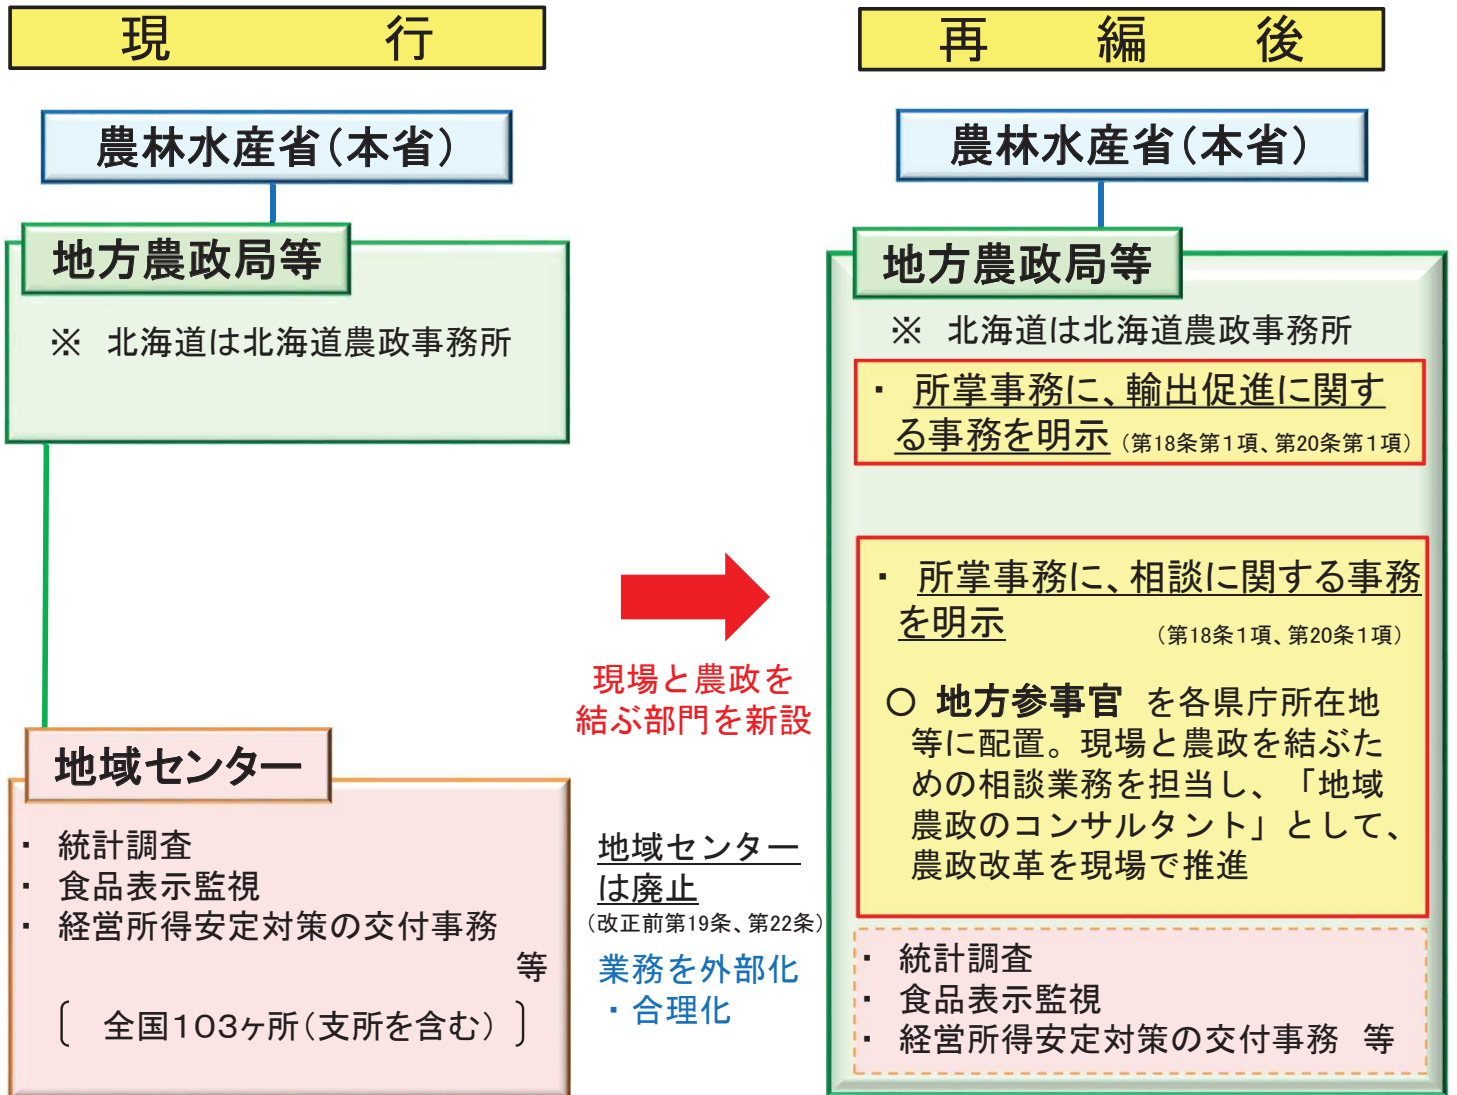 現　行
農林水産省（本省）
地方農政局等
※　北海道は北海道農政事務所
地域センター
・ 統計調査
・ 食品表示監視
・ 経営所得安定対策の交付事務
等
〔　全国１０３ヶ所（支所を含む）〕
現場と農政を
結ぶ部門を新設
地域センター
は廃止
（改正前第19条、第22条）
業務を外部化
・合理化
再　編　後
農林水産省（本省）
地方農政局等
※　北海道は北海道農政事務所
・ 所掌事務に、輸出促進に関す
る事務を明示（第18条第１項、第20条第１項）
・ 所掌事務に、相談に関する事務
を明示　（第18条１項、第20条１項）
○ 地方参事官 を各県庁所在地
等に配置。現場と農政を結ぶた
めの相談業務を担当し、「地域
農政のコンサルタント」として、
農政改革を現場で推進
・ 統計調査
・ 食品表示監視
・ 経営所得安定対策の交付事務　等